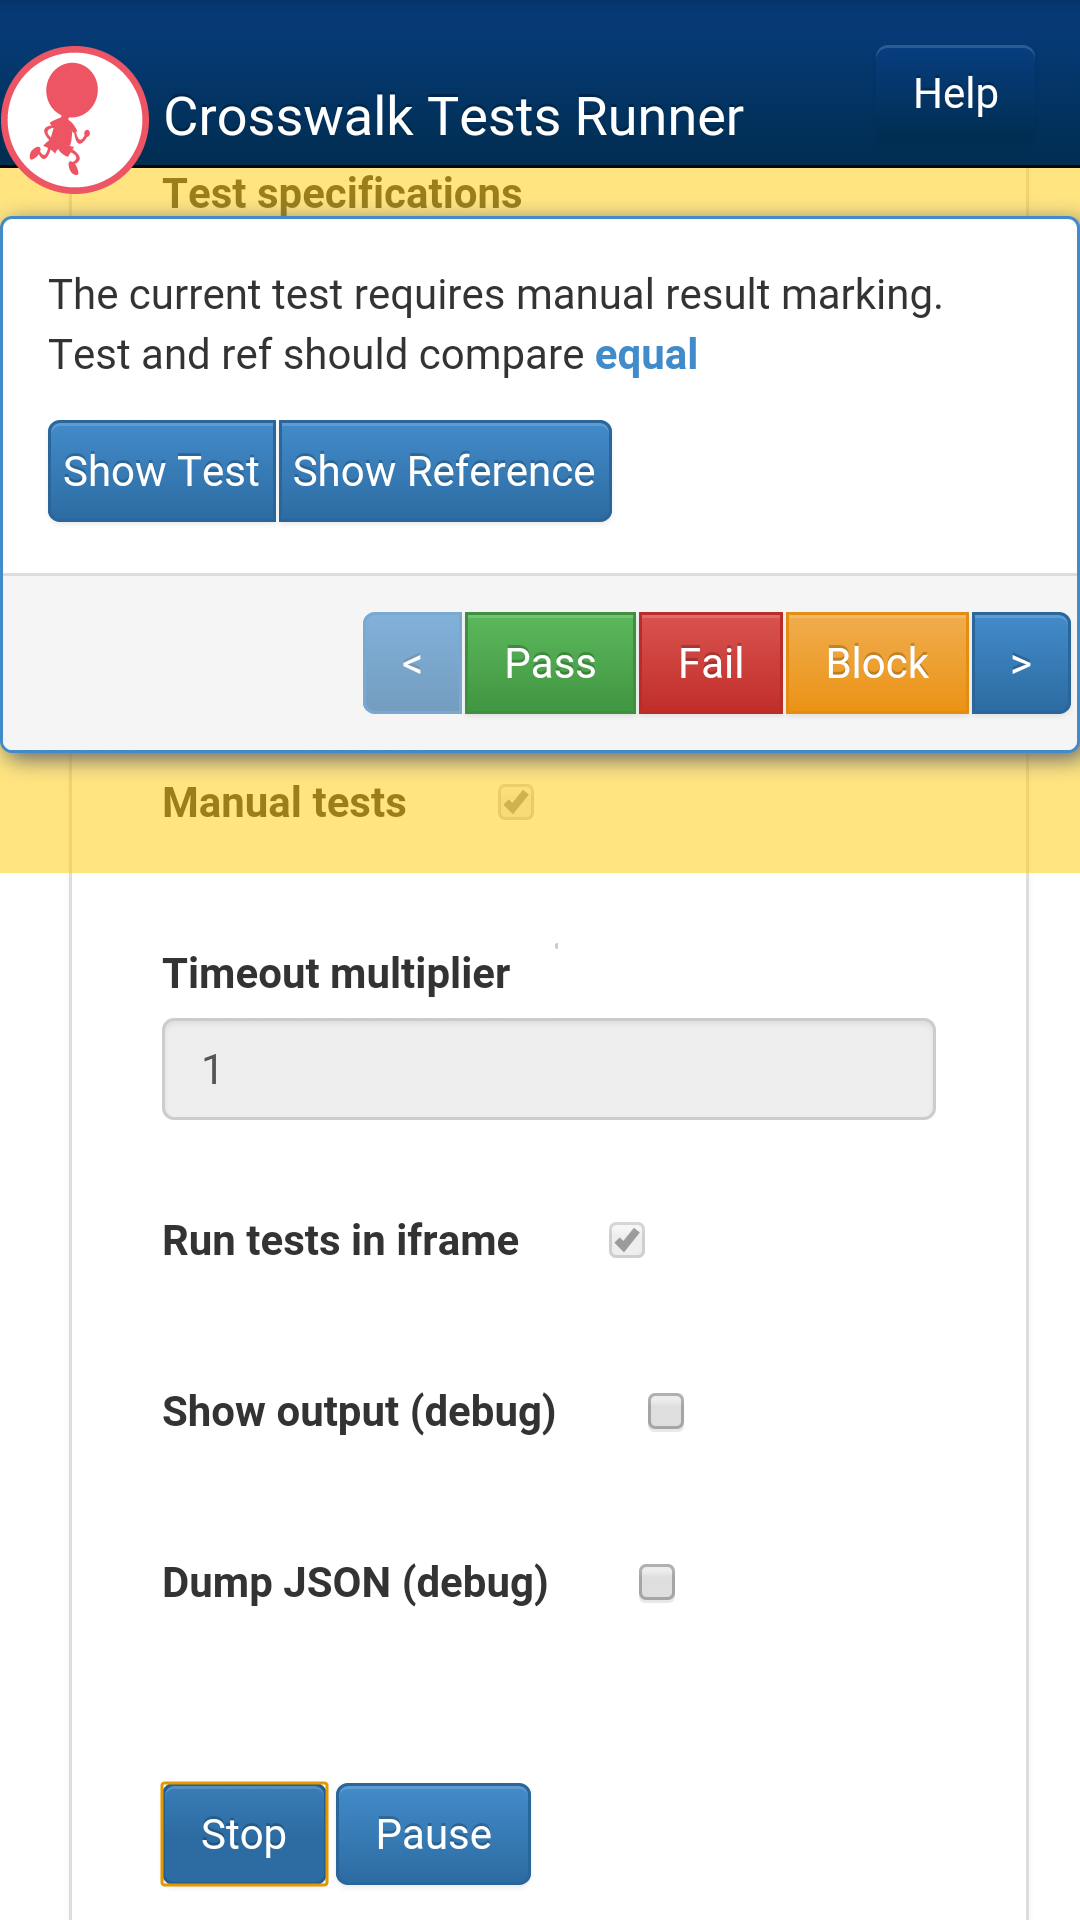 Crosswalk Tests Runner
Help
Test specifications
The current test requires manual result marking.
Test and ref should compare equal
Show Test
Show Reference
<
Pass
Fail
Block
>
Manual tests
Timeout multiplier
1
Run tests in iframe
Show output (debug)
Dump JSON (debug)
Stop
Pause